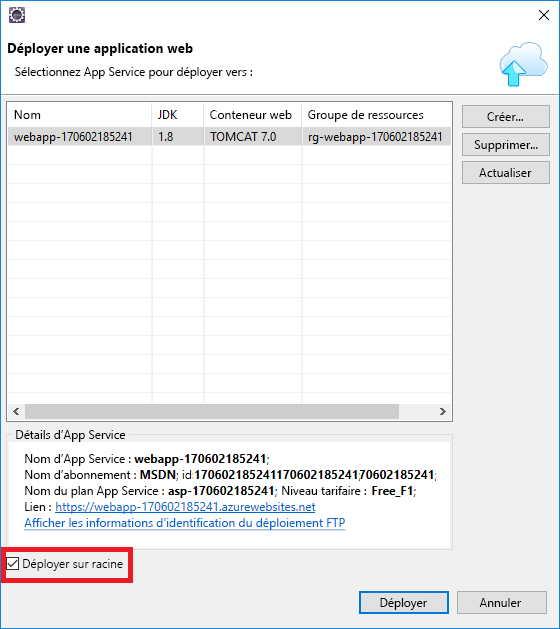 Déployer une application web
Sélectionnez App Service pour déployer vers :
Nom JDK Conteneur web Groupe de ressources
webapp-170602185241 1.8 TOMCAT 7.0 rg-webapp-170602185241
Créer...
Supprimer...
Actualiser
Détails d'App Service
Nom d'App Service : webapp-170602185241;
Nom d'abonnement : MSDN; id:170602185241170602185241;70602185241;
Nom du plan App Service : asp-170602185241; Niveau tarifaire : Free_F1;
Lien : https://webapp-170602185241.azurewebsites.net
Afficher les informations d'identification du déploiement FTP
Déployer sur racine
Déployer Annuler